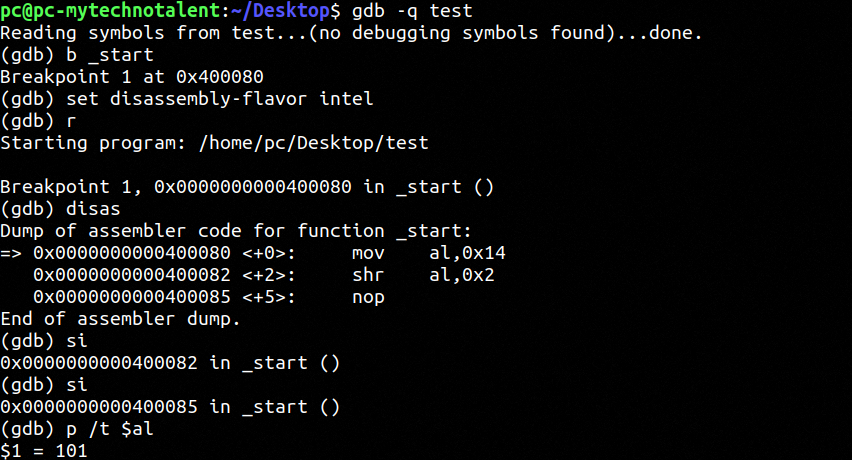 pc@pc-mytechnotalent:~/Desktop$ gdb -q test
Reading symbols from test...(no debugging symbols found)...done.
(gdb) b _start
Breakpoint 1 at 0x400080
(gdb) set disassembly-flavor intel
(gdb) r
Starting program: /home/pc/Desktop/test

Breakpoint 1, 0x0000000000400080 in _start ()
(gdb) disas
Dump of assembler code for function _start:
=> 0x0000000000400080 <+0>:     mov    al,0x14
   0x0000000000400082 <+2>:     shr    al,0x2
   0x0000000000400085 <+5>:     nop
End of assembler dump.
(gdb) si
0x0000000000400082 in _start ()
(gdb) si
0x0000000000400085 in _start ()
(gdb) p /t $al
$1 = 101